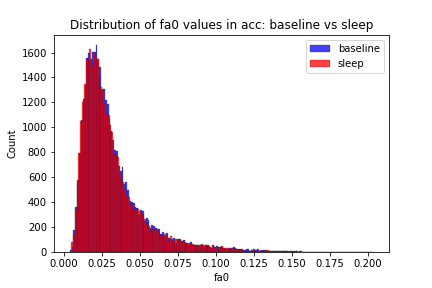 Distribution of fa0 values in acc: baseline vs sleep
baseline
sleep
Count
1600
1400
1200
1000
800
600
400
200
0
0.000 0.025 0.050 0.075 0.100 0.125 0.150 0.175 0.200
fa0